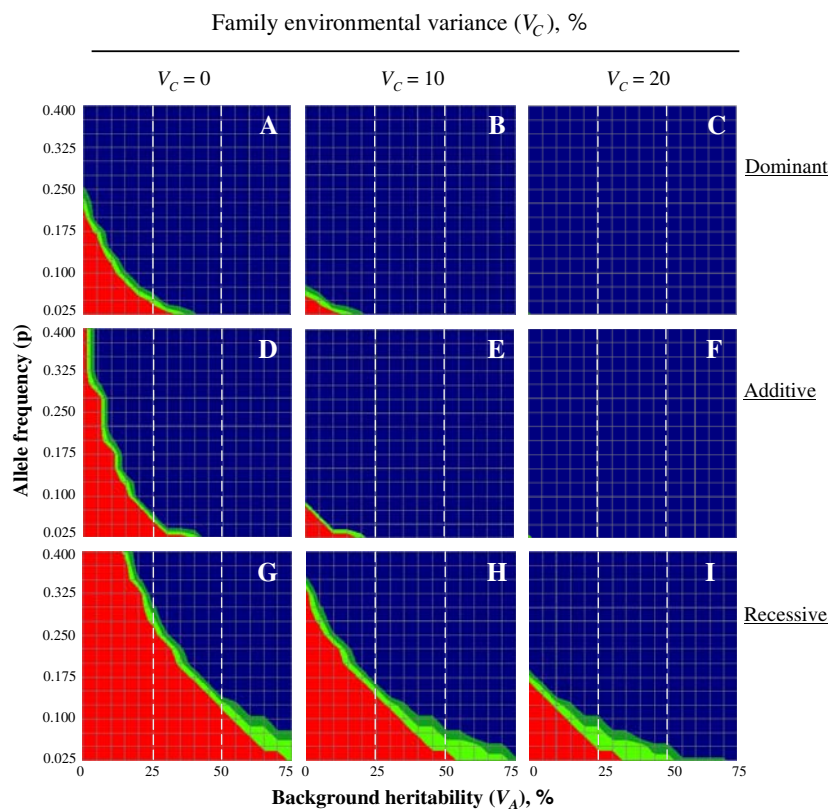 Family environmental variance (V_C), %
V_C = 0 V_C = 10 V_C = 20
Allele frequency (p)
0.400
0.325
0.250
0.175
0.100
0.025
A B C
Dominant
0.400
0.325
0.250
0.175
0.100
0.025
D E F
Additive
0.400
0.325
0.250
0.175
0.100
0.025
G H I
Recessive
0 25 50 75 0 25 50 75 0 25 50 75
Background heritability (V_A), %